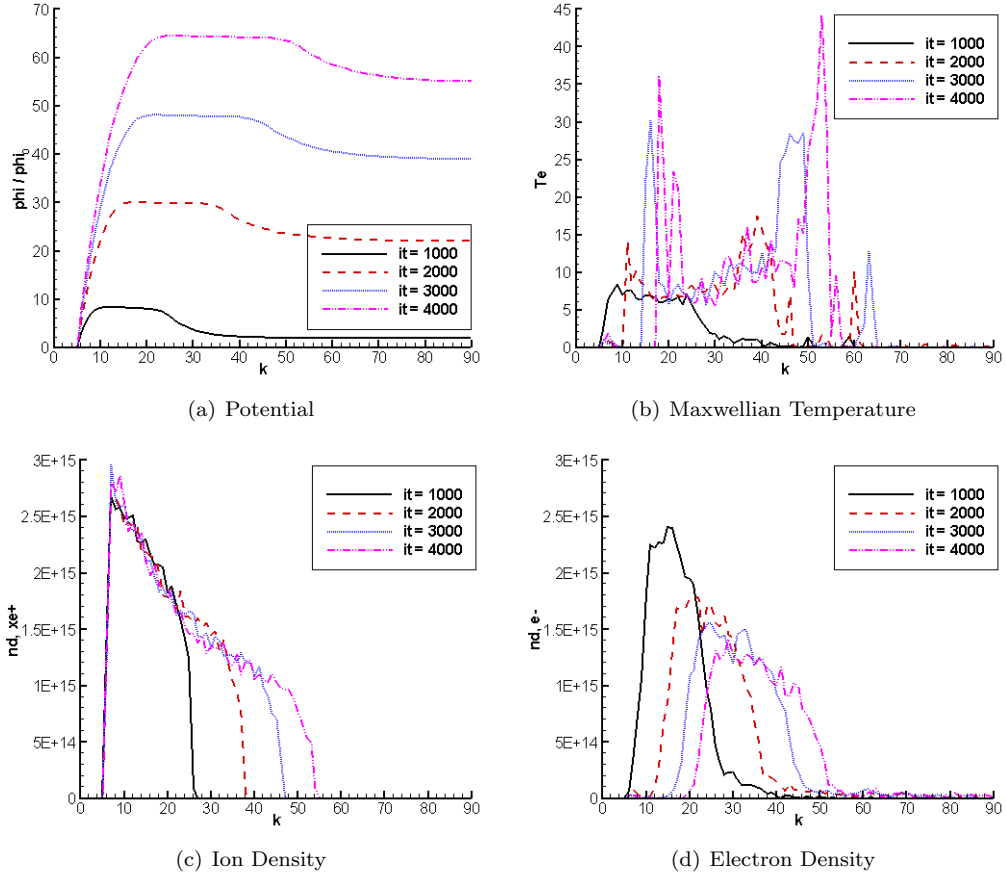 70
60
50
40
30
20
10
0
phi / phi0
it = 1000
it = 2000
it = 3000
it = 4000
10 20 30 40 50 60 70 80 90
k
(a) Potential
45
40
35
30
25
20
15
10
5
0
Te
it = 1000
it = 2000
it = 3000
it = 4000
0 10 20 30 40 50 60 70 80 90
k
(b) Maxwellian Temperature
3E+15
2.5E+15
2E+15
1.5E+15
1E+15
5E+14
0
nd, xe+
it = 1000
it = 2000
it = 3000
it = 4000
0 10 20 30 40 50 60 70 80 90
k
(c) Ion Density
3E+15
2.5E+15
2E+15
1.5E+15
1E+15
5E+14
0
nd, e-
it = 1000
it = 2000
it = 3000
it = 4000
0 10 20 30 40 50 60 70 80 90
k
(d) Electron Density